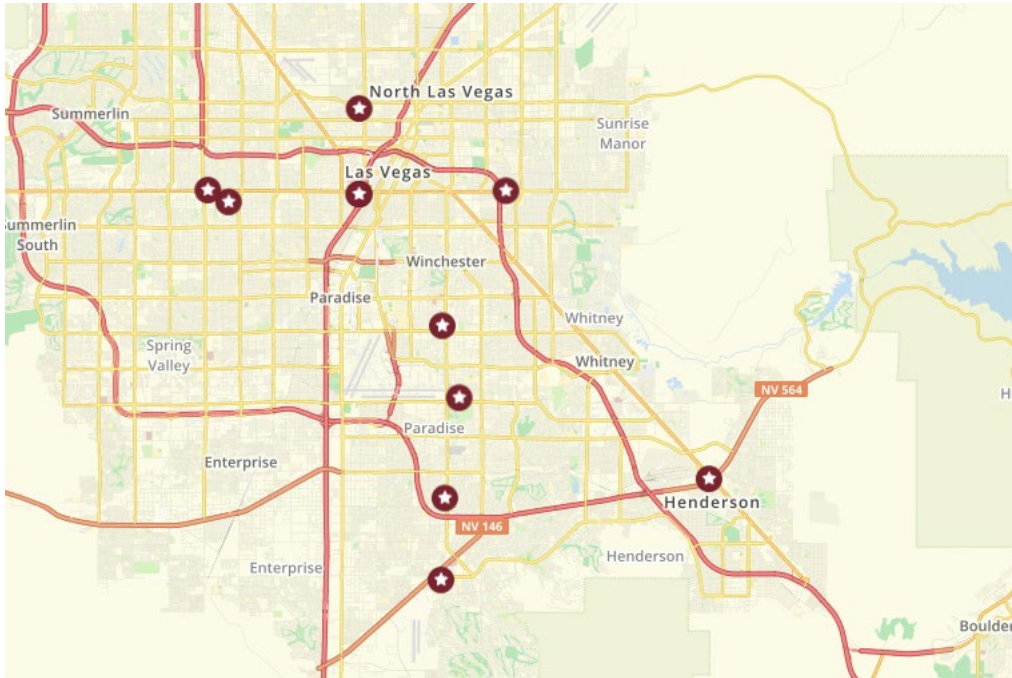 North Las Vegas
Summerlin
Sunrise
Manor
Las Vegas
Summerlin
South
Winchester
Paradise
Whitney
Spring
Valley
Whitney
NV 564
H
Paradise
Enterprise
Henderson
NV 146
Henderson
Enterprise
Boulder